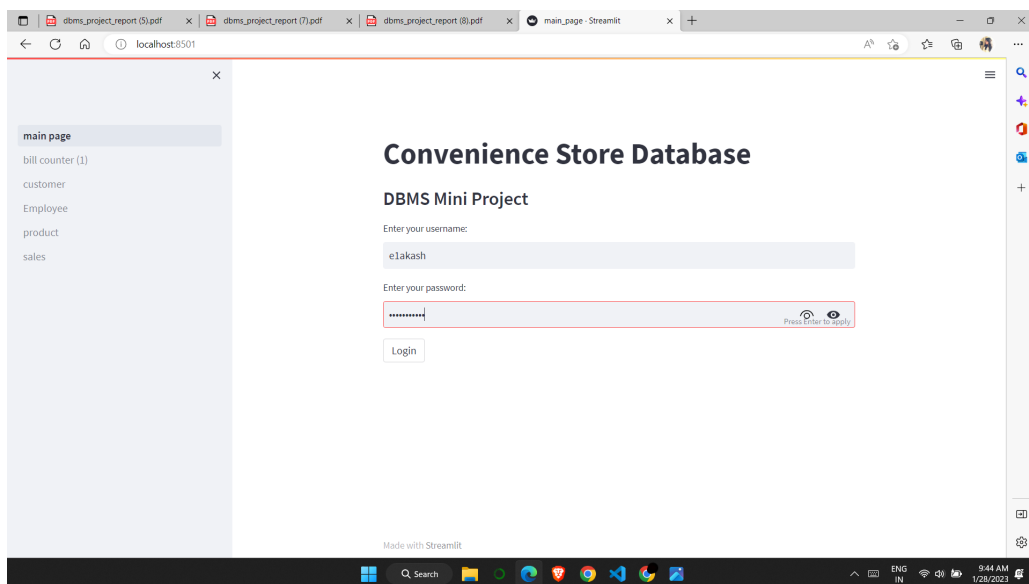 dbms_project_report (5).pdf
dbms_project_report (7).pdf
dbms_project_report (8).pdf
main_page · Streamlit
localhost:8501
main page
bill counter (1)
customer
Employee
product
sales
Convenience Store Database
DBMS Mini Project
Enter your username:
e1akash
Enter your password:
•••••••••••
Press Enter to apply
Login
Made with Streamlit
Search
ENG
IN
9:44 AM
1/28/2023